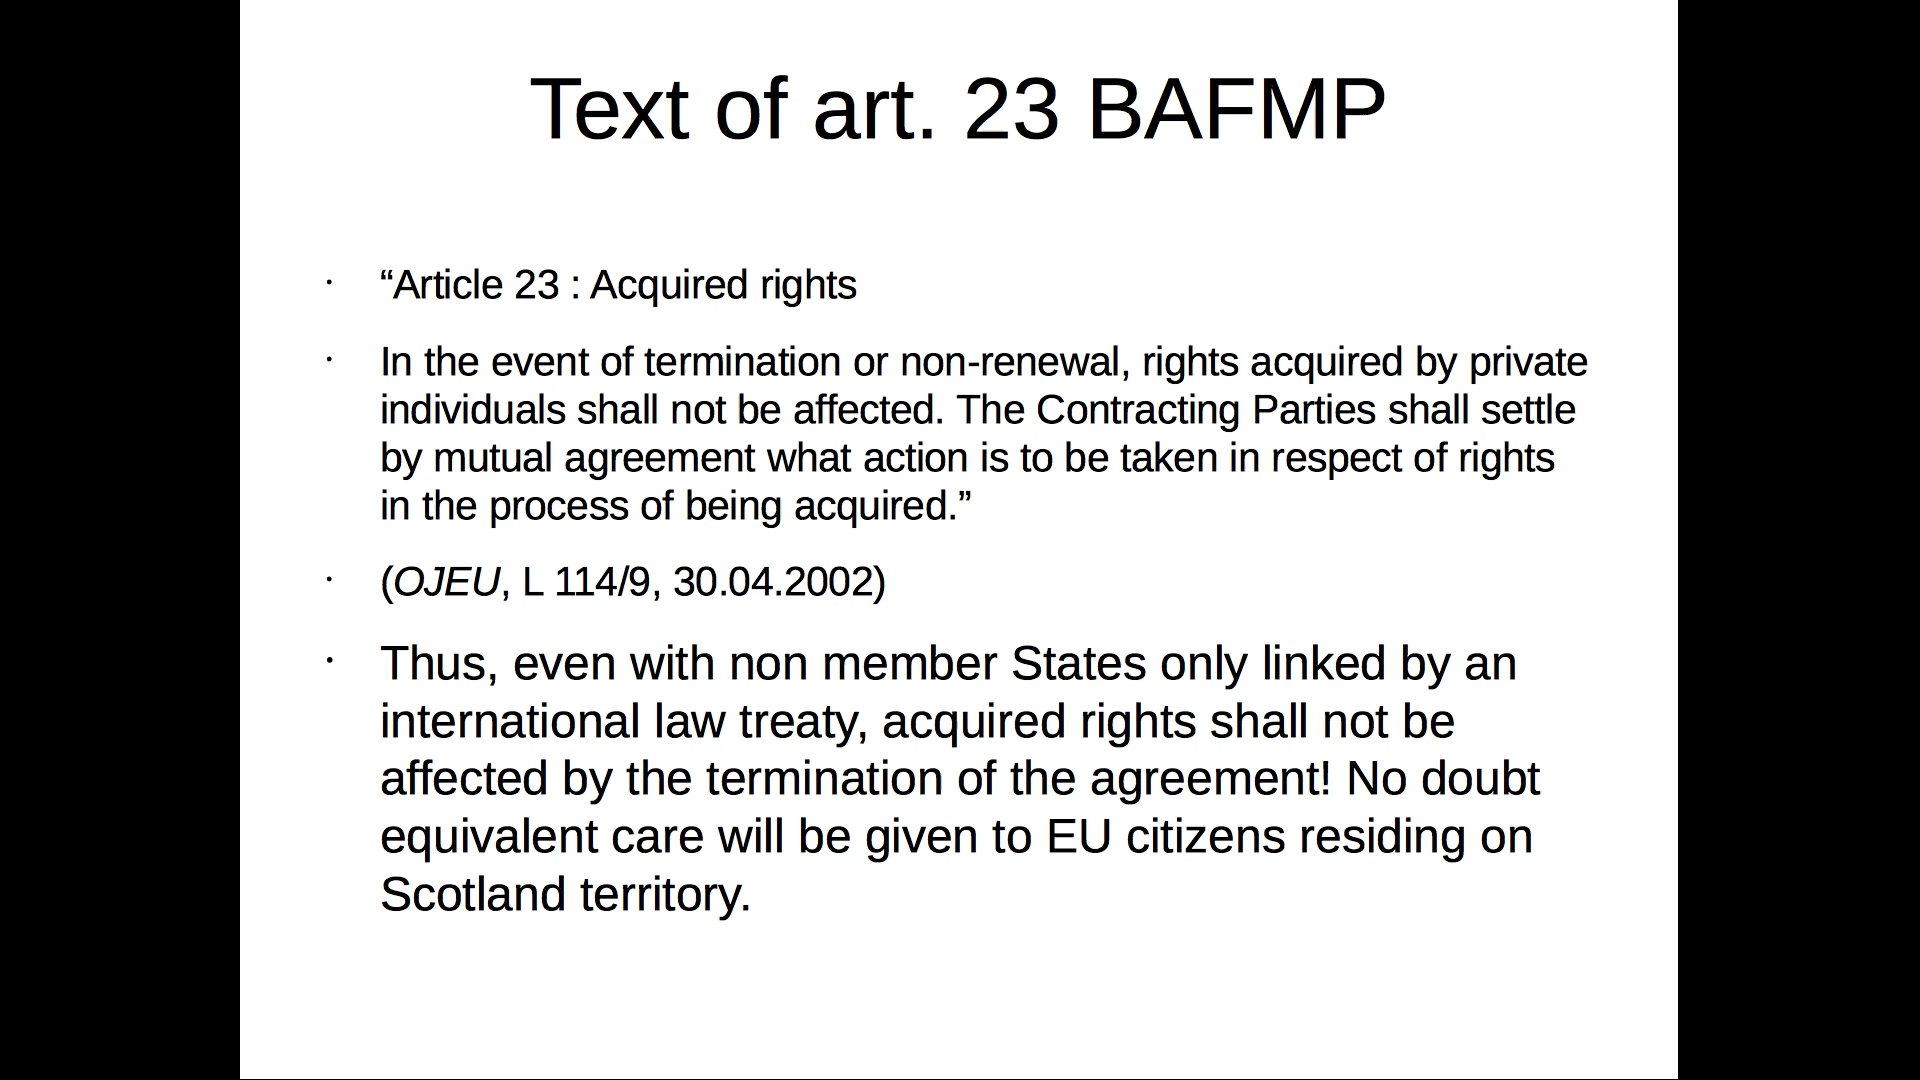 Text of art. 23 BAFMP
· “Article 23 : Acquired rights
· In the event of termination or non-renewal, rights acquired by private
individuals shall not be affected. The Contracting Parties shall settle
by mutual agreement what action is to be taken in respect of rights
in the process of being acquired.”
· (OJEU, L 114/9, 30.04.2002)
· Thus, even with non member States only linked by an
international law treaty, acquired rights shall not be
affected by the termination of the agreement! No doubt
equivalent care will be given to EU citizens residing on
Scotland territory.